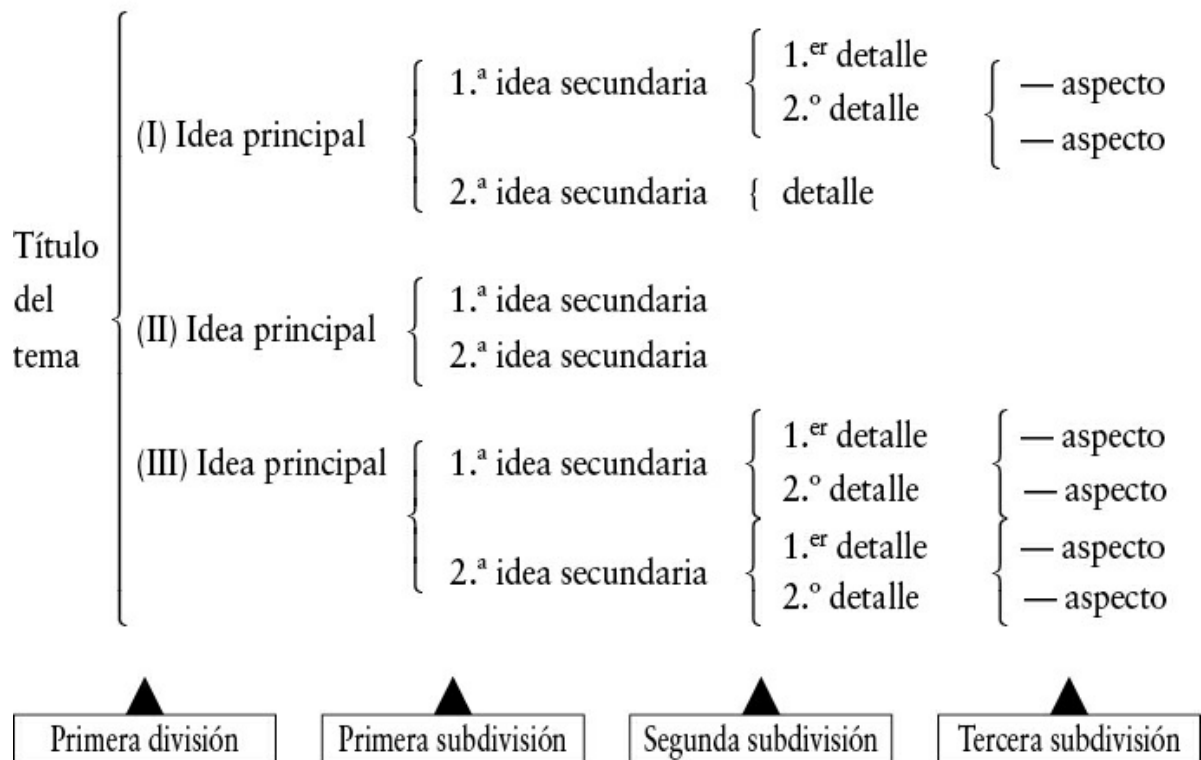 Título
del
tema
(I) Idea principal
1.ª idea secundaria
1.er detalle
2.º detalle
— aspecto
— aspecto
2.ª idea secundaria
detalle
(II) Idea principal
1.ª idea secundaria
2.ª idea secundaria
(III) Idea principal
1.ª idea secundaria
1.er detalle
2.º detalle
— aspecto
— aspecto
2.ª idea secundaria
1.er detalle
2.º detalle
— aspecto
— aspecto
Primera división
Primera subdivisión
Segunda subdivisión
Tercera subdivisión